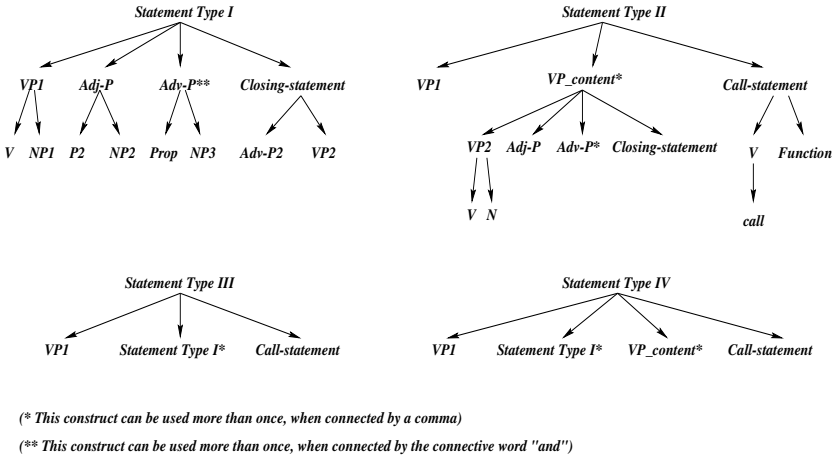 Statement Type I
Statement Type II
VP1 Adj-P Adv-P** Closing-statement
VP1 VP_content* Call-statement
V NP1 P2 NP2 Prop NP3 Adv-P2 VP2
VP2 Adj-P Adv-P* Closing-statement V Function
V N
call
Statement Type III
Statement Type IV
VP1 Statement Type I* Call-statement
VP1 Statement Type I* VP_content* Call-statement
(* This construct can be used more than once, when connected by a comma)
(** This construct can be used more than once, when connected by the connective word "and")